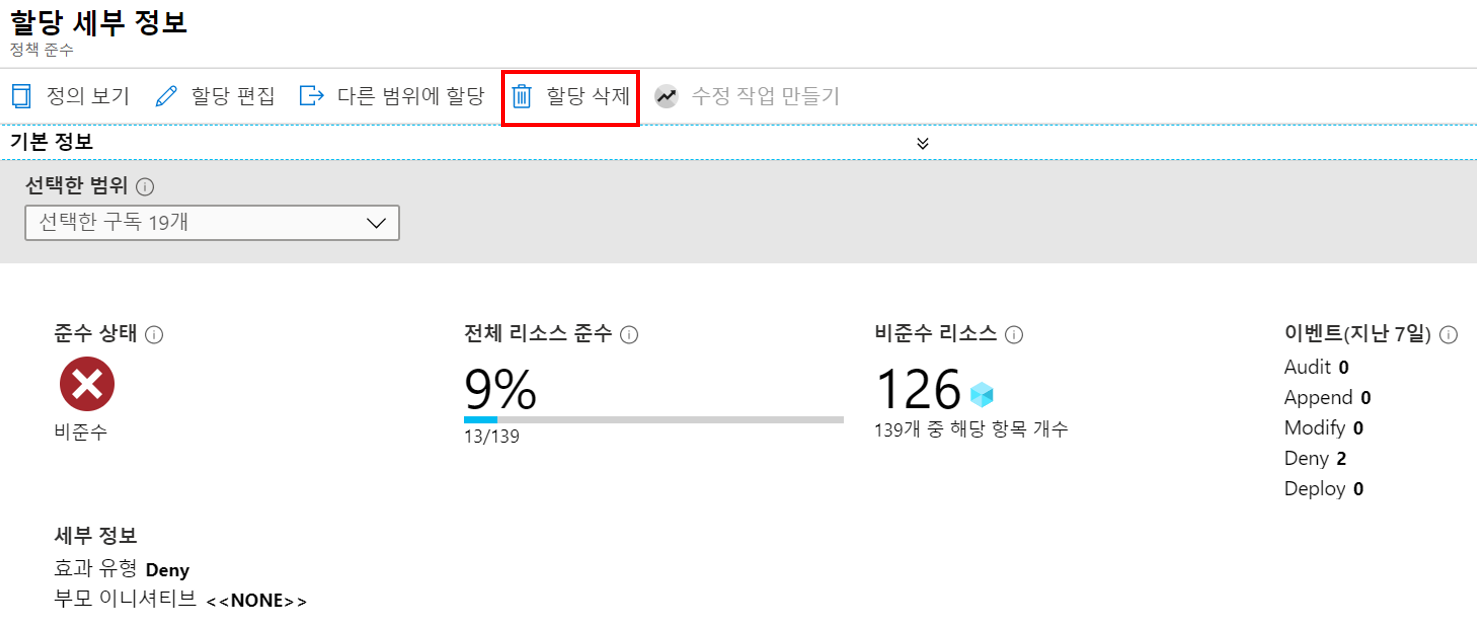 할당 세부 정보
정책 준수
정의 보기 할당 편집 다른 범위에 할당 할당 삭제 수정 작업 만들기
기본 정보
선택한 범위
선택한 구독 19개
준수 상태
비준수
전체 리소스 준수
9%
13/139
비준수 리소스
126
139개 중 해당 항목 개수
이벤트(지난 7일)
Audit 0
Append 0
Modify 0
Deny 2
Deploy 0
세부 정보
효과 유형 Deny
부모 이니셔티브 <<NONE>>